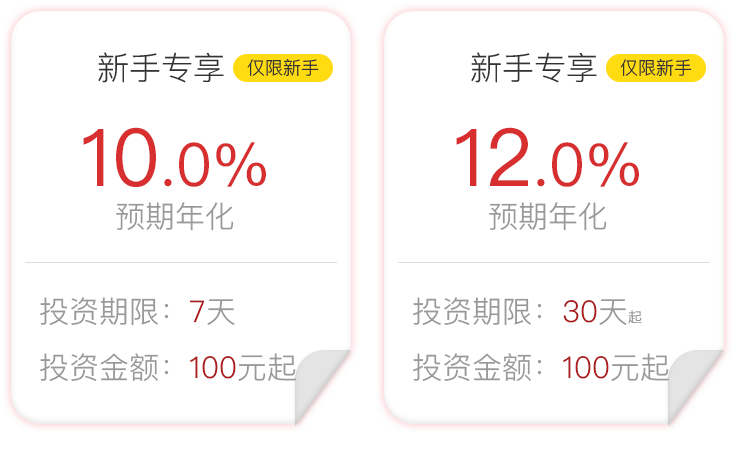 新手专享 仅限新手
10.0%
预期年化
投资期限：7天
投资金额：100元起
新手专享 仅限新手
12.0%
预期年化
投资期限：30天起
投资金额：100元起